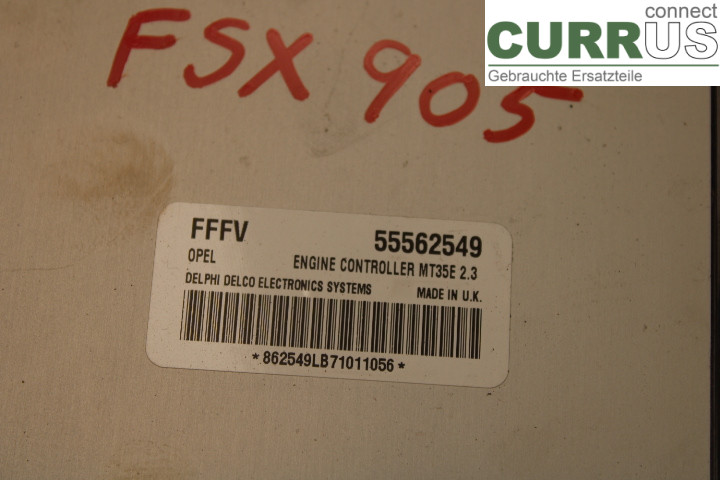 connect
CURRUS
Gebrauchte Ersatzteile
FSX 905
FFFV 55562549
OPEL ENGINE CONTROLLER MT35E 2.3
DELPHI DELCO ELECTRONICS SYSTEMS MADE IN U.K.
*862549LB71011056*